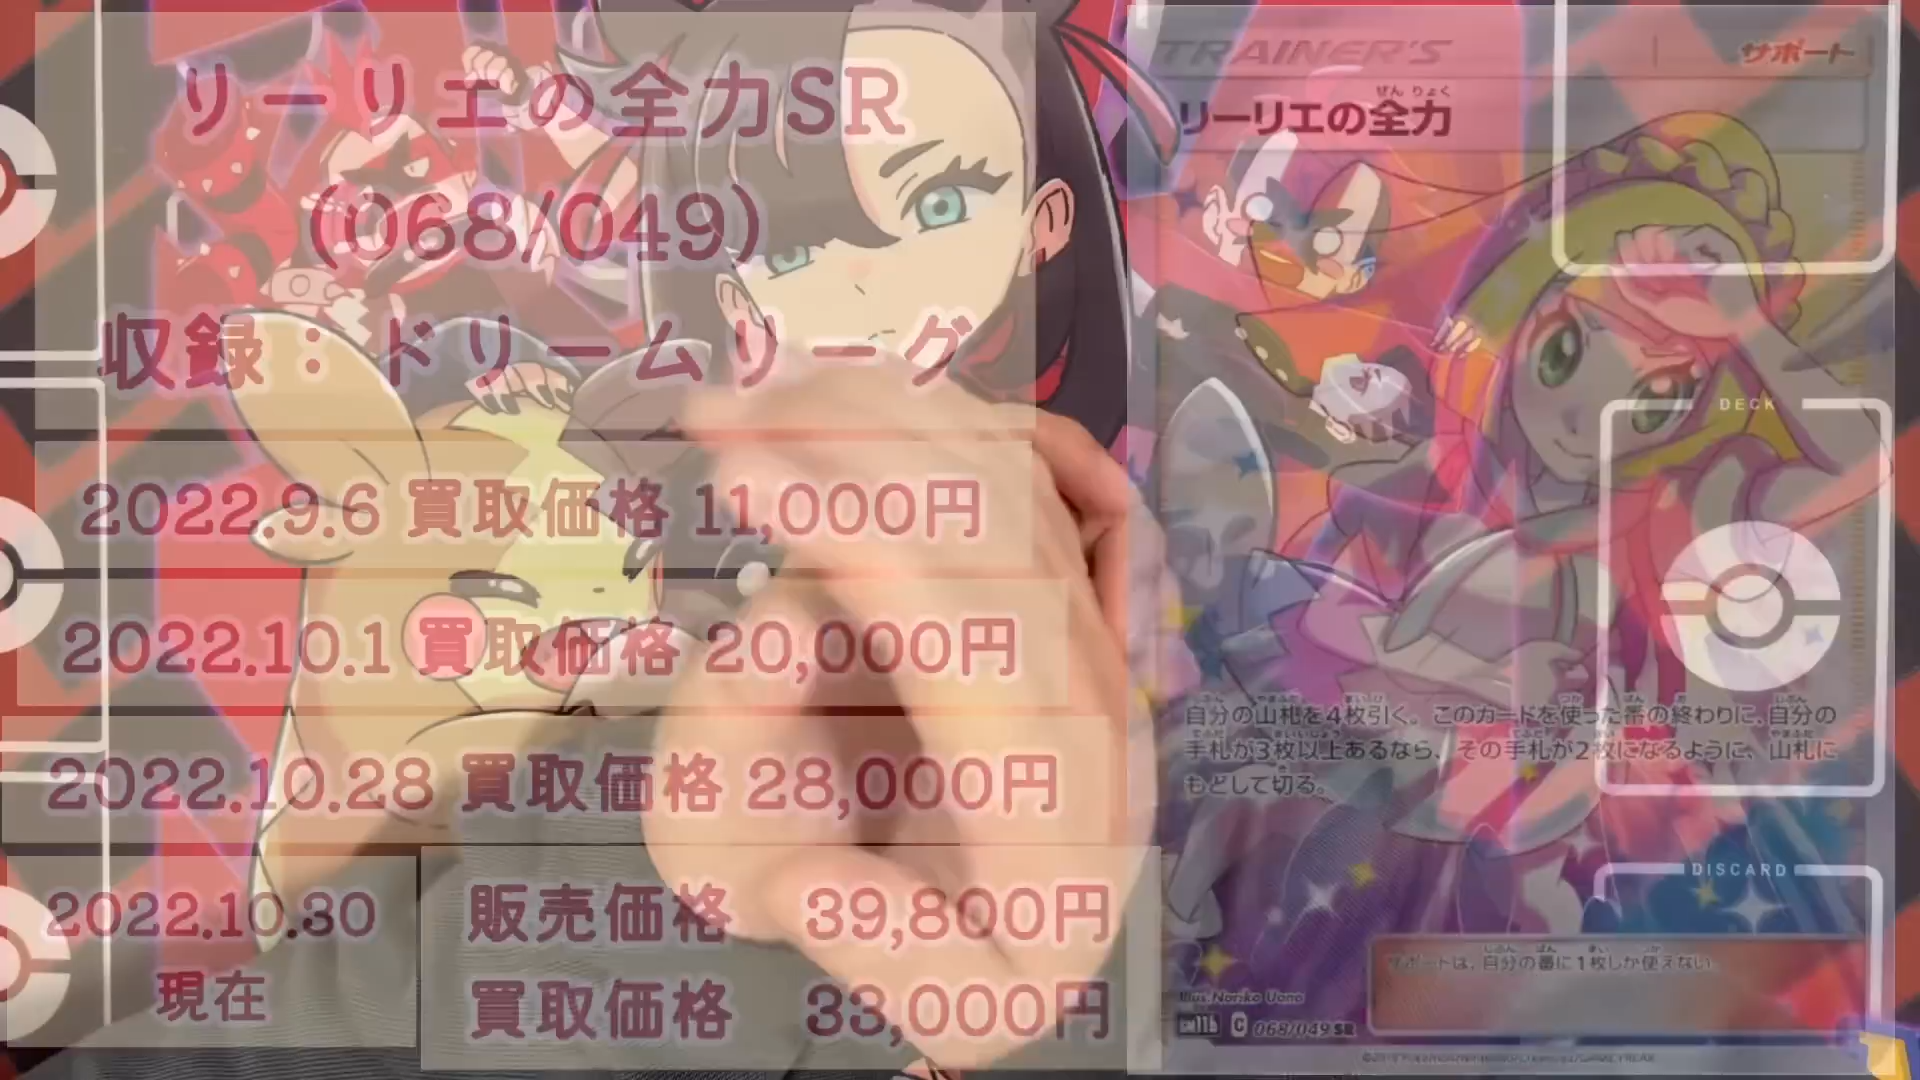 リーリエの全力SR
(068/049)
収録：ドリームリーグ
2022.9.6 買取価格 11,000円
2022.10.1 買取価格 20,000円
2022.10.28 買取価格 28,000円
2022.10.30
現在
販売価格 39,800円
買取価格 33,000円
TRAINER'S
サポート
ぜん りょく
リーリエの全力
DECK
自分の山札を4枚引く。このカードを使った番の終わりに、自分の
手札が3枚以上あるなら、その手札が2枚になるように、山札に
もどして切る。
DISCARD
サポートは、自分の番に1枚しか使えない。
Illus. Noriko Uono
sm11b C 068/049 SR